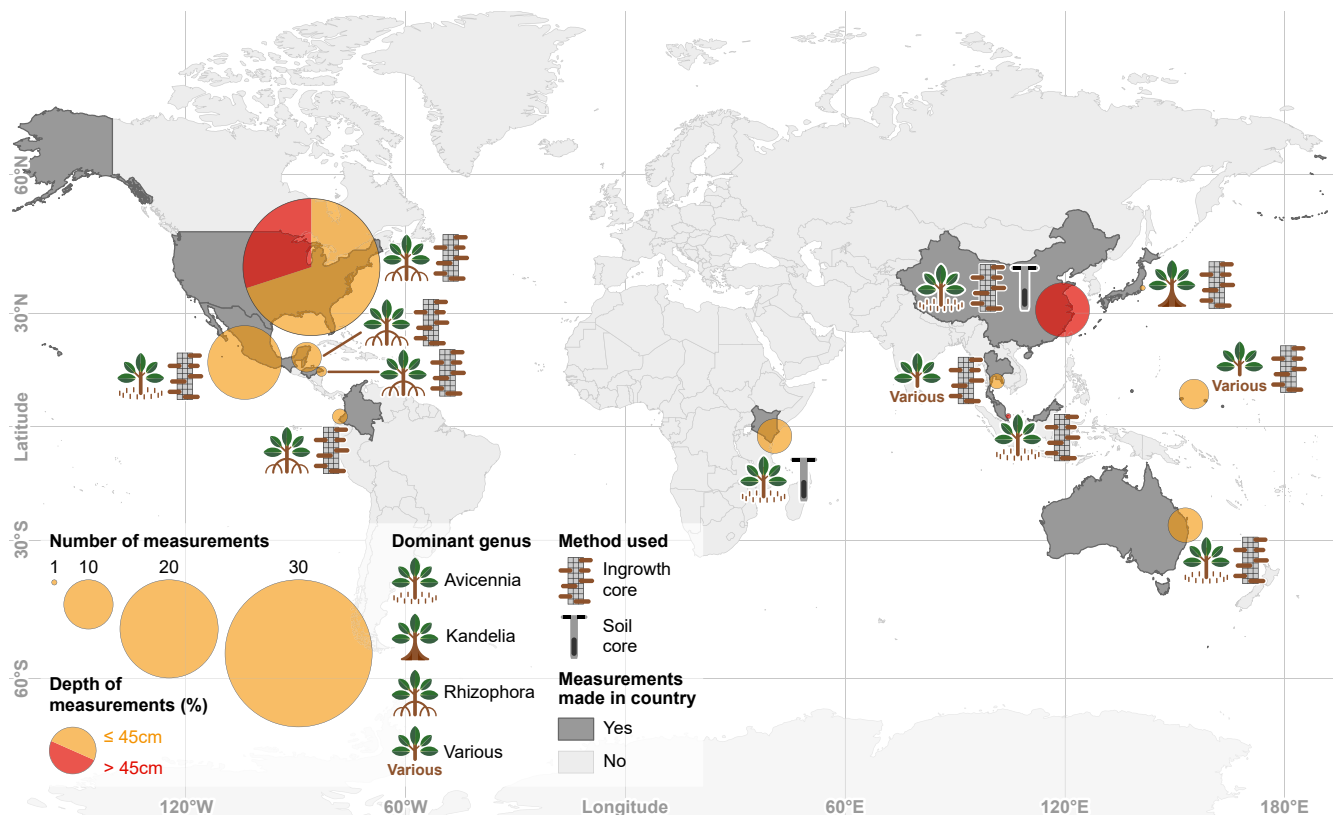 60°N
30°N
Latitude
30°S
60°S
Various
Various
Number of measurements
1 10 20 30
Depth of
measurements (%)
≤ 45cm
> 45cm
Dominant genus
Avicennia
Kandelia
Rhizophora
Various
Various
Method used
Ingrowth
core
Soil
core
Measurements
made in country
Yes
No
120°W 60°W Longitude 60°E 120°E 180°E